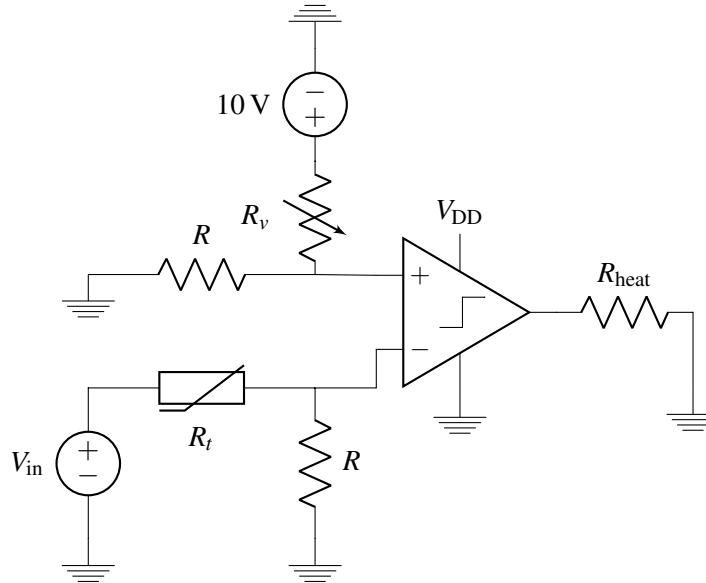 10 V
R_v
R
V_DD
R_heat
R_t
V_in
R